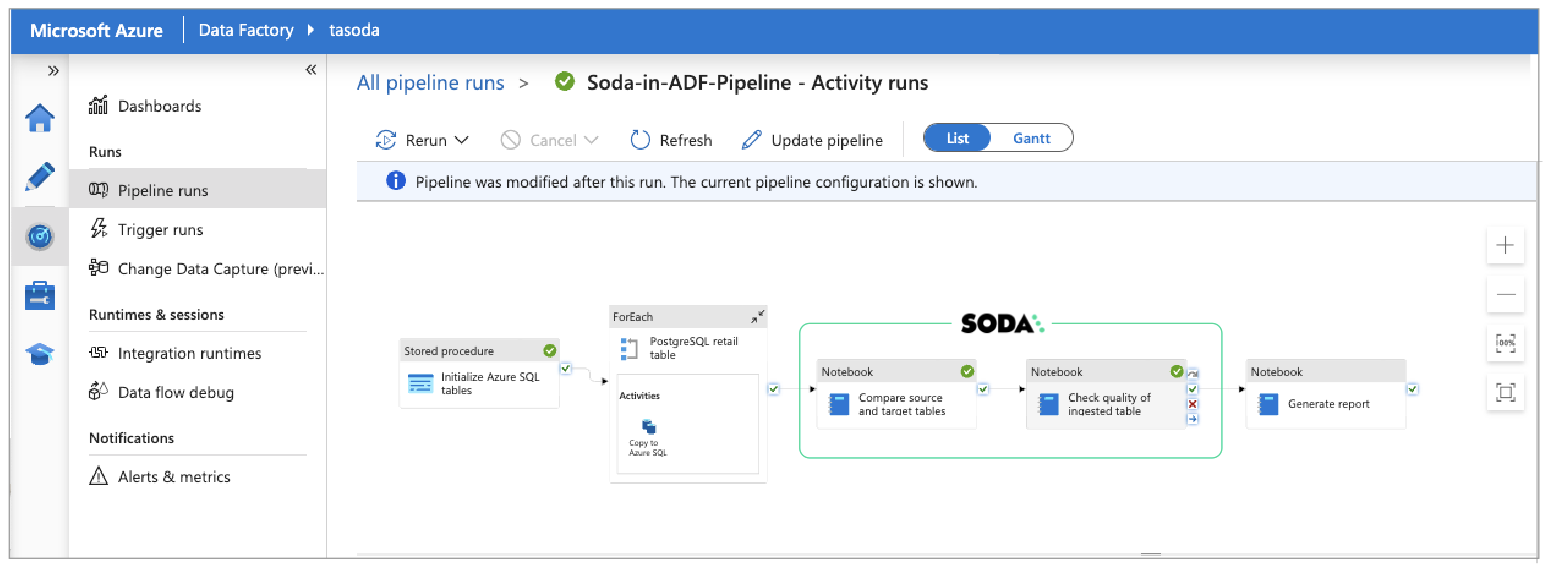 Microsoft Azure Data Factory tasoda
Dashboards
Runs
Pipeline runs
Trigger runs
Change Data Capture (previ...
Runtimes & sessions
Integration runtimes
Data flow debug
Notifications
Alerts & metrics
All pipeline runs > Soda-in-ADF-Pipeline - Activity runs
Rerun Cancel Refresh Update pipeline List Gantt
Pipeline was modified after this run. The current pipeline configuration is shown.
Stored procedure
Initialize Azure SQL
tables
ForEach
PostgreSQL retail
table
Activities
Copy to
Azure SQL
SODA
Notebook
Compare source
and target tables
Notebook
Check quality of
ingested table
Notebook
Generate report
100%